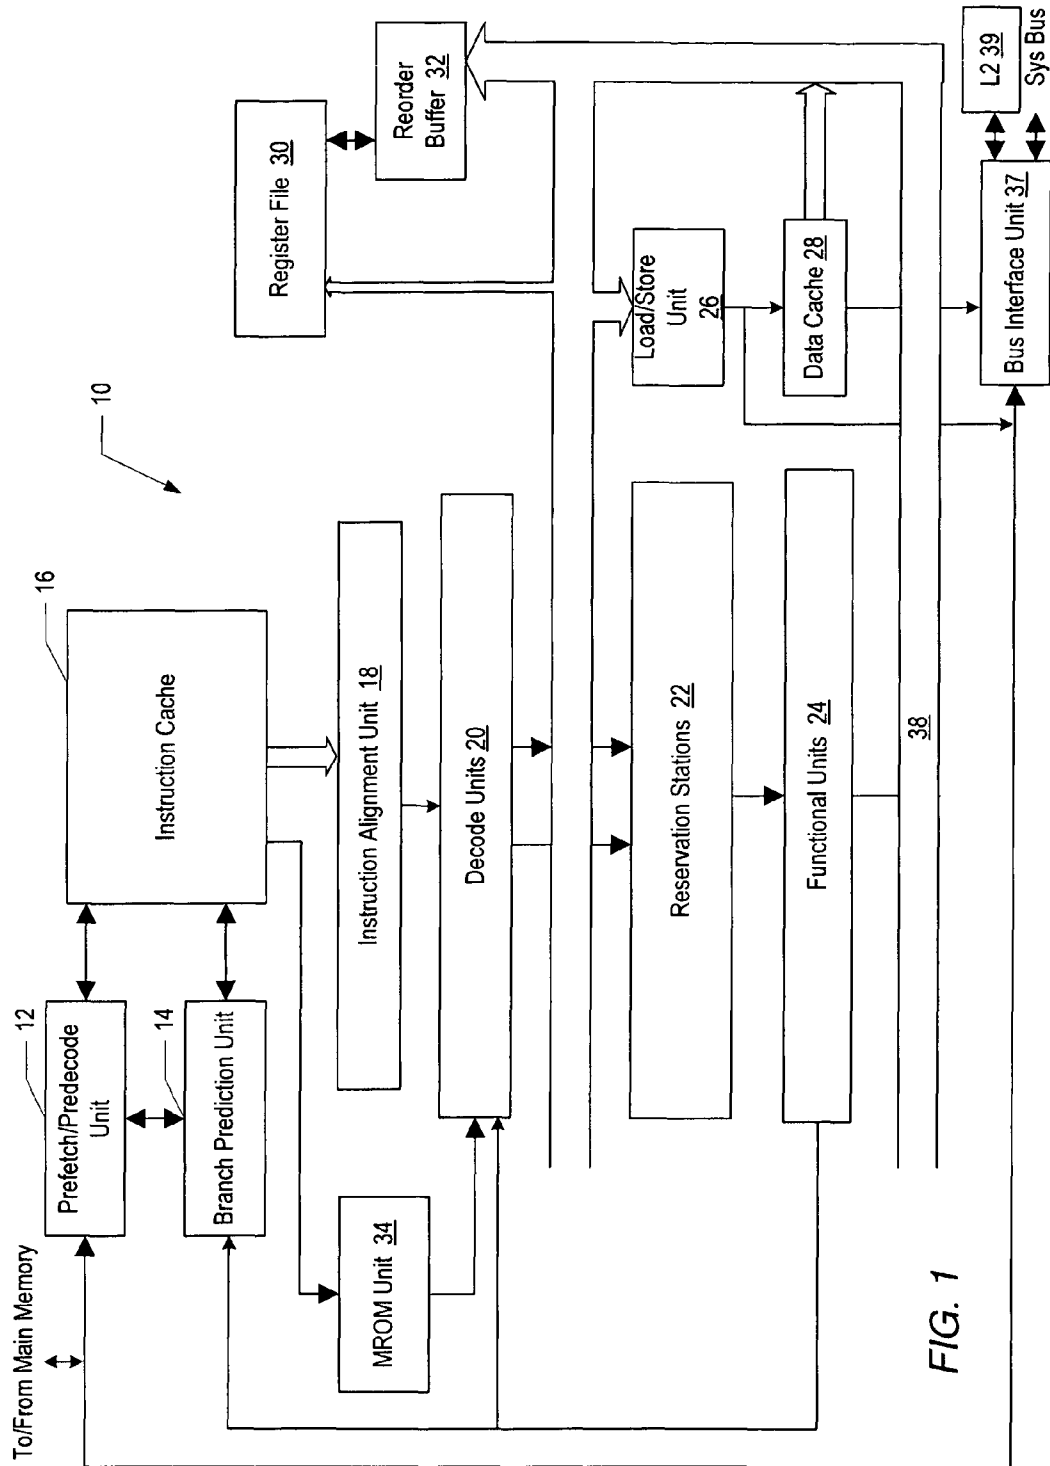 To/From Main Memory
12
Prefetch/Predecode
Unit
14
Branch Prediction Unit
16
Instruction Cache
10
MROM Unit 34
Instruction Alignment Unit 18
Decode Units 20
Register File 30
Reorder
Buffer 32
Reservation Stations 22
Load/Store
Unit
26
Functional Units 24
Data Cache 28
38
L2 39
Sys Bus
Bus Interface Unit 37
FIG. 1